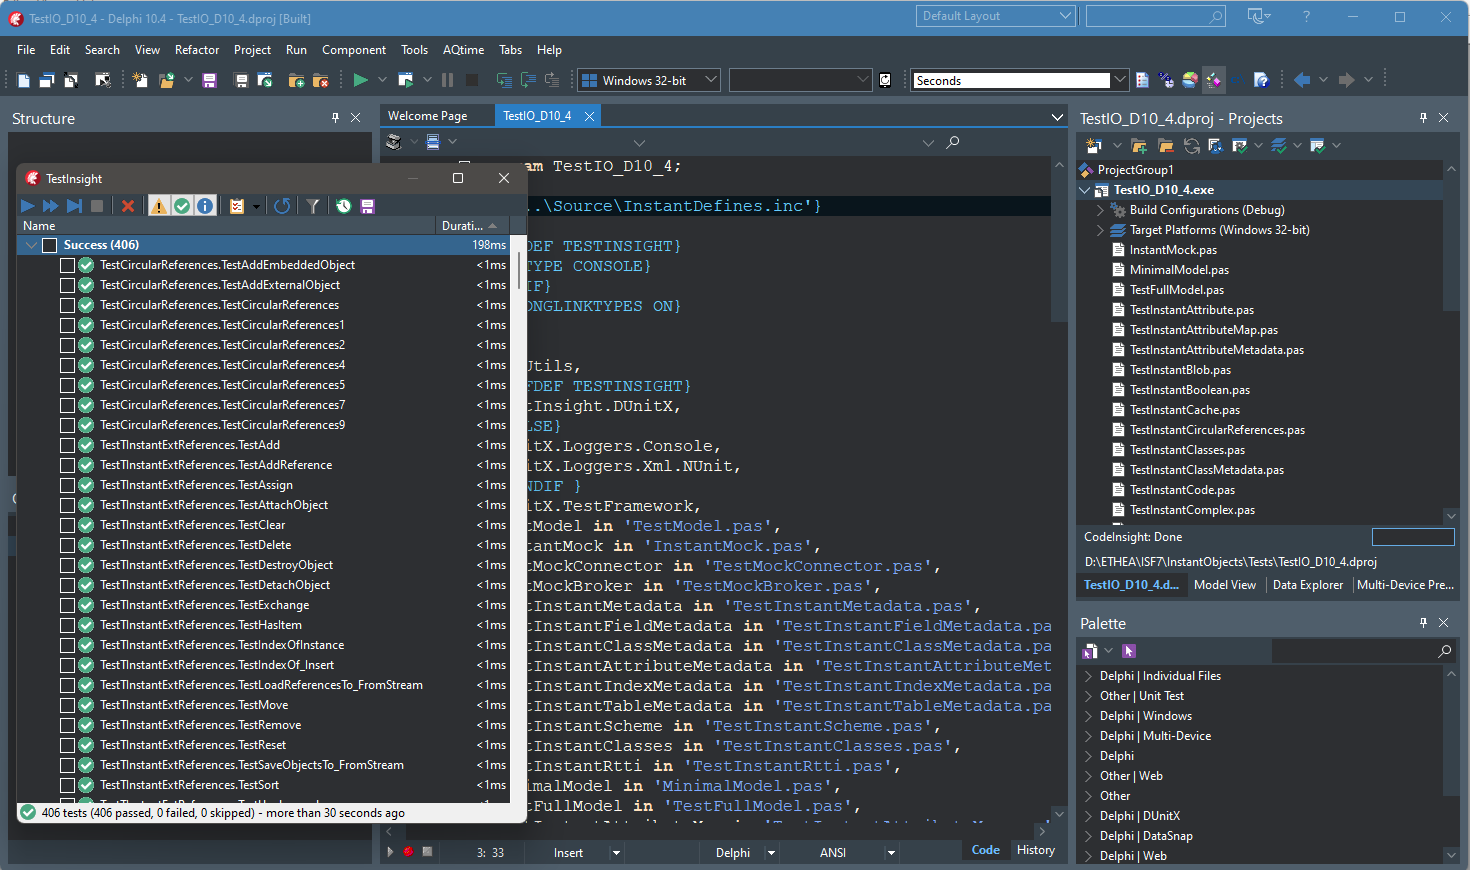 TestIO_D10_4 - Delphi 10.4 - TestIO_D10_4.dproj [Built]
Default Layout
File Edit Search View Refactor Project Run Component Tools AQtime Tabs Help
Windows 32-bit
Seconds
Structure
Welcome Page
TestIO_D10_4
am TestIO_D10_4;
..\Source\InstantDefines.inc'}
DEF TESTINSIGHT}
TYPE CONSOLE}
IF}
ONGLINKTYPES ON}
Utils,
FDEF TESTINSIGHT}
tInsight.DUnitX,
LSE}
itX.Loggers.Console,
itX.Loggers.Xml.NUnit,
NDIF }
itX.TestFramework,
tModel in 'TestModel.pas',
tantMock in 'InstantMock.pas',
tMockConnector in 'TestMockConnector.pas',
tMockBroker in 'TestMockBroker.pas',
tInstantMetadata in 'TestInstantMetadata.pas',
tInstantFieldMetadata in 'TestInstantFieldMetadata.pa
tInstantClassMetadata in 'TestInstantClassMetadata.pa
tInstantAttributeMetadata in 'TestInstantAttributeMet
tInstantIndexMetadata in 'TestInstantIndexMetadata.pa
tInstantTableMetadata in 'TestInstantTableMetadata.pa
tInstantScheme in 'TestInstantScheme.pas',
tInstantClasses in 'TestInstantClasses.pas',
tInstantRtti in 'TestInstantRtti.pas',
imalModel in 'MinimalModel.pas',
tFullModel in 'TestFullModel.pas',
3: 33
Insert
Delphi
ANSI
Code
History
TestInsight
Name Durati...
Success (406) 198ms
TestCircularReferences.TestAddEmbeddedObject <1ms
TestCircularReferences.TestAddExternalObject <1ms
TestCircularReferences.TestCircularReferences <1ms
TestCircularReferences.TestCircularReferences1 <1ms
TestCircularReferences.TestCircularReferences2 <1ms
TestCircularReferences.TestCircularReferences4 <1ms
TestCircularReferences.TestCircularReferences5 <1ms
TestCircularReferences.TestCircularReferences7 <1ms
TestCircularReferences.TestCircularReferences9 <1ms
TestTInstantExtReferences.TestAdd <1ms
TestTInstantExtReferences.TestAddReference <1ms
TestTInstantExtReferences.TestAssign <1ms
TestTInstantExtReferences.TestAttachObject <1ms
TestTInstantExtReferences.TestClear <1ms
TestTInstantExtReferences.TestDelete <1ms
TestTInstantExtReferences.TestDestroyObject <1ms
TestTInstantExtReferences.TestDetachObject <1ms
TestTInstantExtReferences.TestExchange <1ms
TestTInstantExtReferences.TestHasItem <1ms
TestTInstantExtReferences.TestIndexOfInstance <1ms
TestTInstantExtReferences.TestIndexOf_Insert <1ms
TestTInstantExtReferences.TestLoadReferencesTo_FromStream <1ms
TestTInstantExtReferences.TestMove <1ms
TestTInstantExtReferences.TestRemove <1ms
TestTInstantExtReferences.TestReset <1ms
TestTInstantExtReferences.TestSaveObjectsTo_FromStream <1ms
TestTInstantExtReferences.TestSort <1ms
406 tests (406 passed, 0 failed, 0 skipped) - more than 30 seconds ago
TestIO_D10_4.dproj - Projects
ProjectGroup1
TestIO_D10_4.exe
Build Configurations (Debug)
Target Platforms (Windows 32-bit)
InstantMock.pas
MinimalModel.pas
TestFullModel.pas
TestInstantAttribute.pas
TestInstantAttributeMap.pas
TestInstantAttributeMetadata.pas
TestInstantBlob.pas
TestInstantBoolean.pas
TestInstantCache.pas
TestInstantCircularReferences.pas
TestInstantClasses.pas
TestInstantClassMetadata.pas
TestInstantCode.pas
TestInstantComplex.pas
CodeInsight: Done
D:\ETHEA\ISF7\InstantObjects\Tests\TestIO_D10_4.dproj
TestIO_D10_4.d... Model View Data Explorer Multi-Device Pre...
Palette
Delphi | Individual Files
Other | Unit Test
Delphi | Windows
Delphi | Multi-Device
Delphi
Other | Web
Other
Delphi | DUnitX
Delphi | DataSnap
Delphi | Web